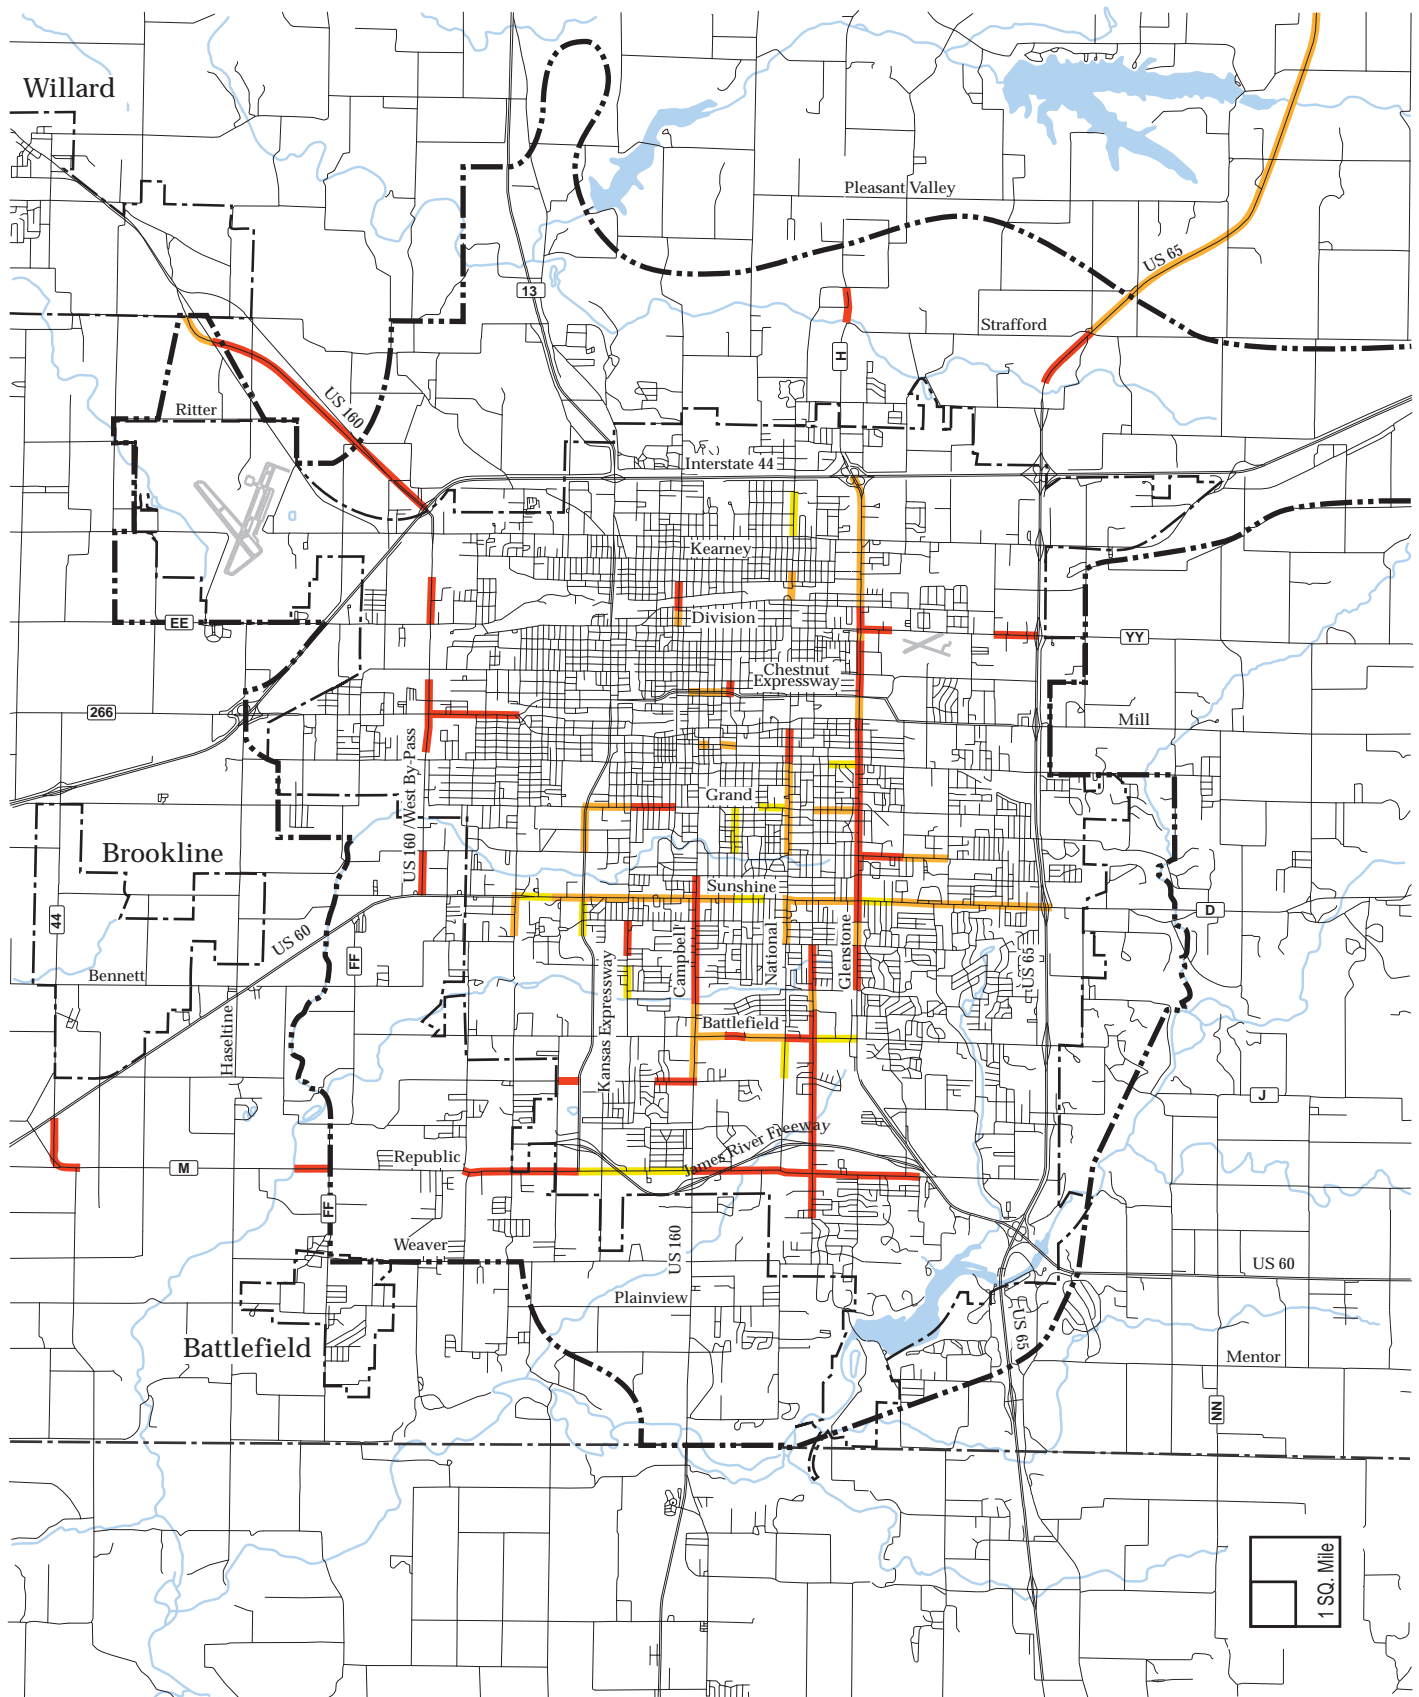 Willard
Pleasant Valley
US 65
13
Strafford
H
US 160
Ritter
Interstate 44
Kearney
EE
Division
YY
Chestnut
Expressway
266
Mill
US 160 /West By-Pass
Grand
Brookline
Sunshine
44
D
US 60
FF
Campbell
National
Glenstone
US 65
Bennett
Kansas Expressway
Haseltine
Battlefield
J
James River Freeway
M
Republic
FF
Weaver
US 160
US 60
Plainview
US 65
Battlefield
Mentor
NN
1 SQ. Mile